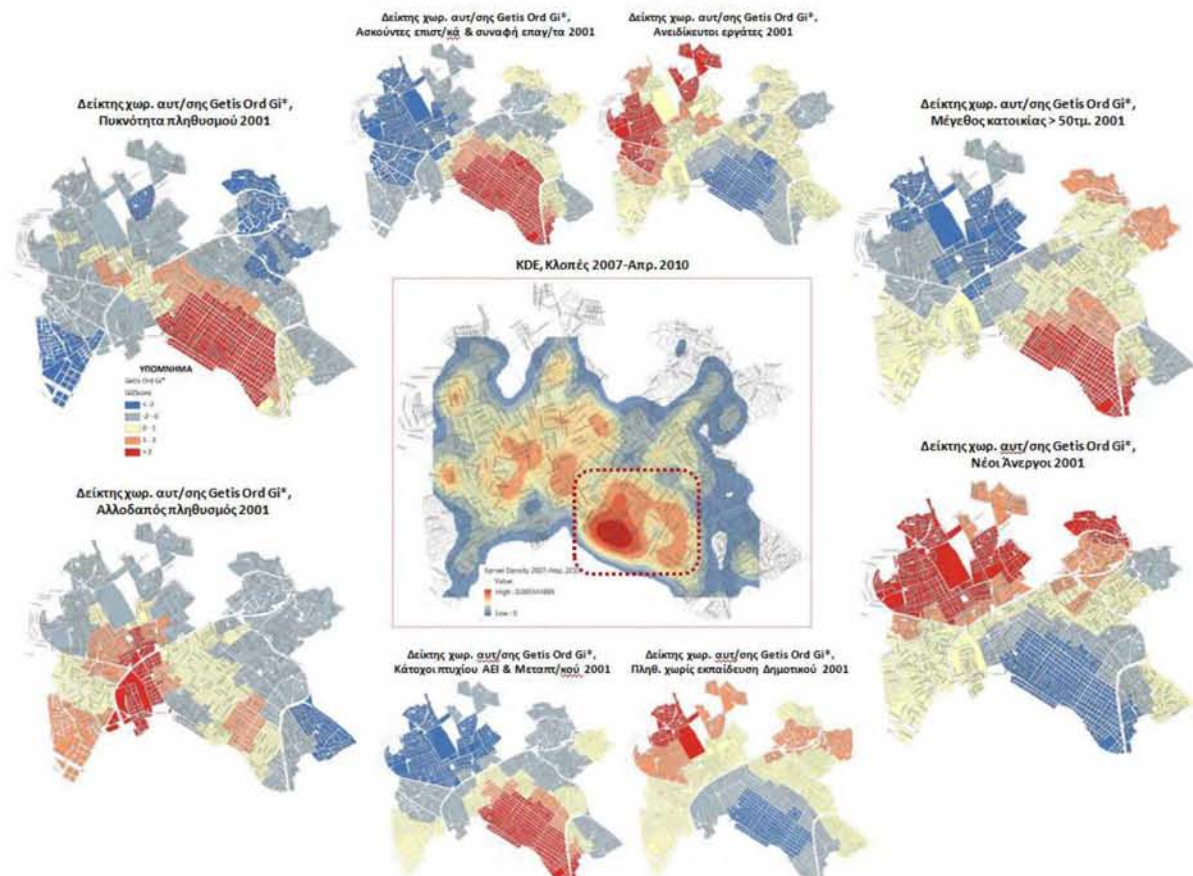 Δείκτης χωρ. αυτ/σης Getis Ord Gi*,
Ασκούντες επιστ/κά & συναφή επαγ/τα 2001
Δείκτης χωρ. αυτ/σης Getis Ord Gi*,
Ανειδίκευτοι εργάτες 2001
Δείκτης χωρ. αυτ/σης Getis Ord Gi*,
Πυκνότητα πληθυσμού 2001
Δείκτης χωρ. αυτ/σης Getis Ord Gi*,
Μέγεθος κατοικίας > 50τμ. 2001
KDE, Κλοπές 2007-Απρ. 2010
ΥΠΟΜΝΗΜΑ
Getis Ord Gi*
< -2
0 - 1
> 2
Δείκτης χωρ. αυτ/σης Getis Ord Gi*,
Νέοι Άνεργοι 2001
Δείκτης χωρ. αυτ/σης Getis Ord Gi*,
Αλλοδαπός πληθυσμός 2001
Kernel Density 2007-Απρ.
Value
High :
Low : 0
Δείκτης χωρ. αυτ/σης Getis Ord Gi*,
Κάτοχοι πτυχίου ΑΕΙ & Μεταπτ/κού 2001
Δείκτης χωρ. αυτ/σης Getis Ord Gi*,
Πληθ. χωρίς εκπαίδευση Δημοτικού 2001